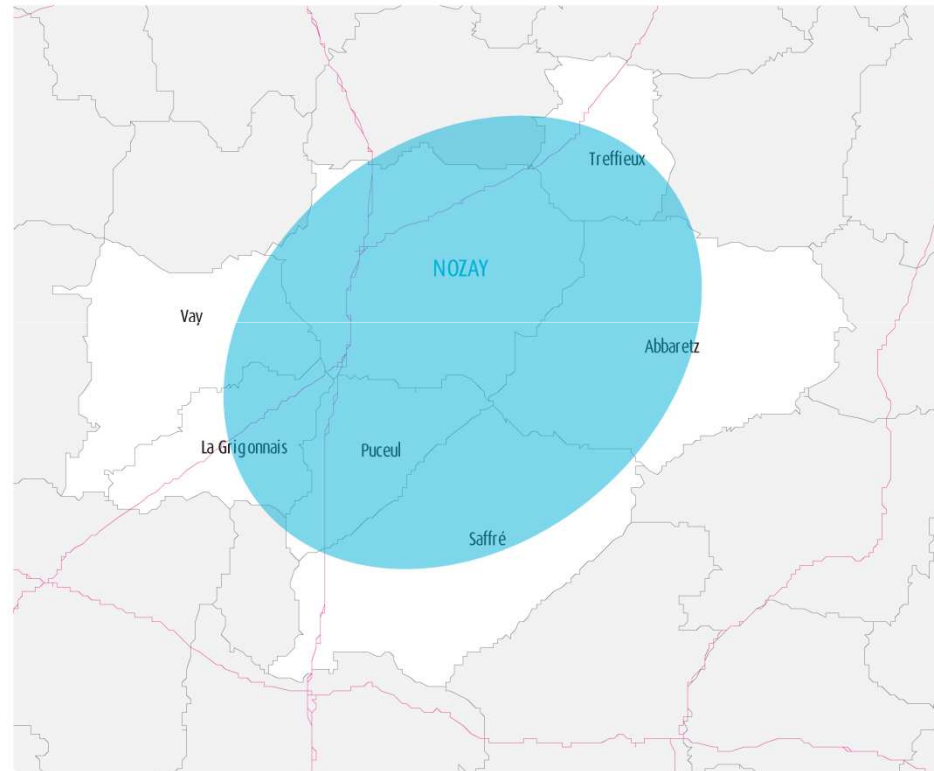 Treffieux
NOZAY
Vay
Abbaretz
La Grigonnais
Puceul
Saffré